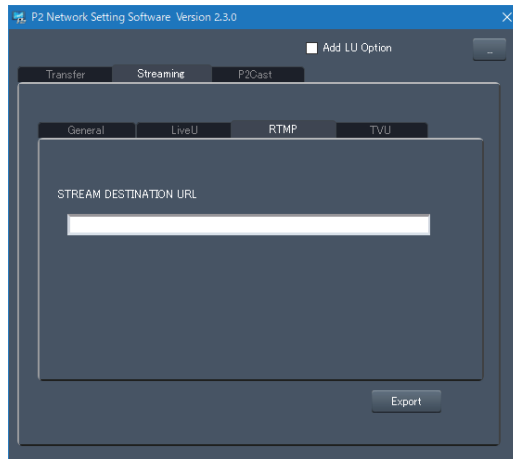 P2 Network Setting Software Version 2.3.0
Add LU Option
Transfer Streaming P2Cast
General LiveU RTMP TVU
STREAM DESTINATION URL
Export